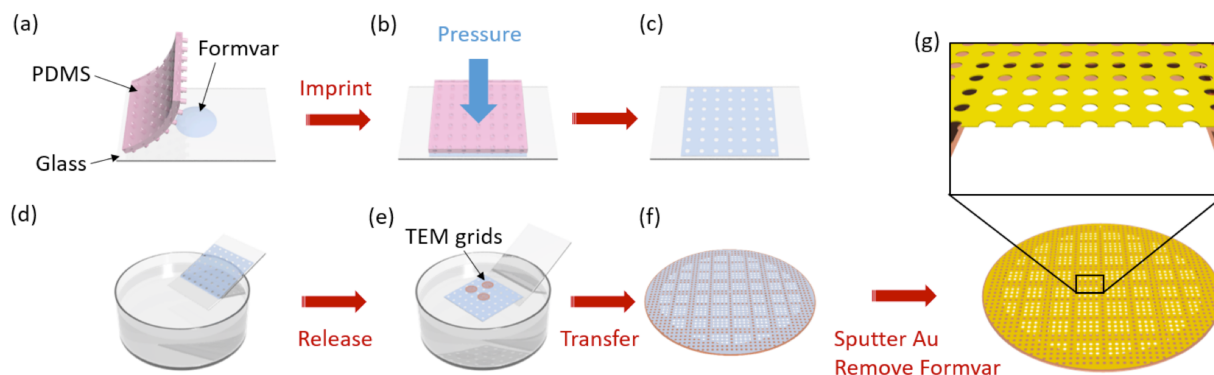 (a)
Formvar
PDMS
Glass
Imprint
(b)
Pressure
(c)
(g)
(d)
Release
(e)
TEM grids
Transfer
(f)
Sputter Au
Remove Formvar